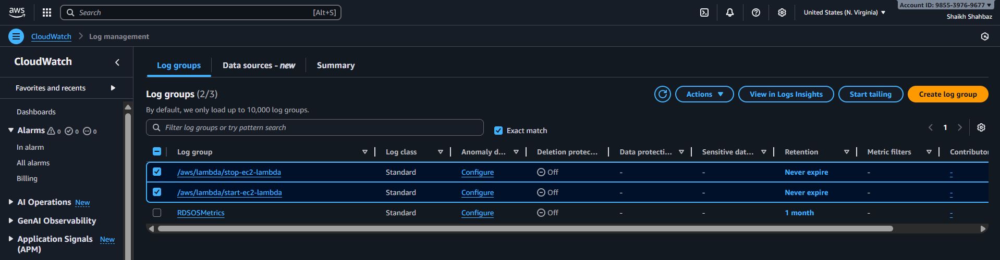 aws
Search [Alt+S]
United States (N. Virginia)
Account ID: 9855-3976-9677
Shaikh Shahbaz
CloudWatch > Log management
CloudWatch
Favorites and recents
Dashboards
Alarms 0 0 0
In alarm
All alarms
Billing
AI Operations New
GenAI Observability
Application Signals New
(APM)
Log groups
Data sources - new
Summary
Log groups (2/3)
Actions
View in Logs Insights
Start tailing
Create log group
By default, we only load up to 10,000 log groups.
Filter log groups or try pattern search
Exact match
1
Log group Log class Anomaly d... Deletion protec... Data protecti... Sensitive dat... Retention Metric filters Contributor
/aws/lambda/stop-ec2-lambda Standard Configure Off - - Never expire - -
/aws/lambda/start-ec2-lambda Standard Configure Off - - Never expire - -
RDSOSMetrics Standard Configure Off - - 1 month - -